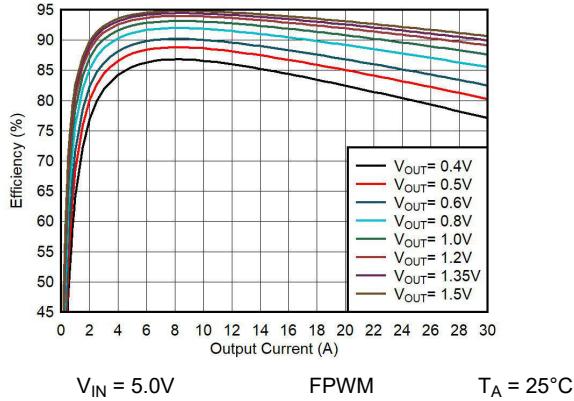 95
90
85
80
75
70
65
60
55
50
45
Efficiency (%)
VOUT= 0.4V
VOUT= 0.5V
VOUT= 0.6V
VOUT= 0.8V
VOUT= 1.0V
VOUT= 1.2V
VOUT= 1.35V
VOUT= 1.5V
0 2 4 6 8 10 12 14 16 18 20 22 24 26 28 30
Output Current (A)
VIN = 5.0V FPWM TA = 25°C